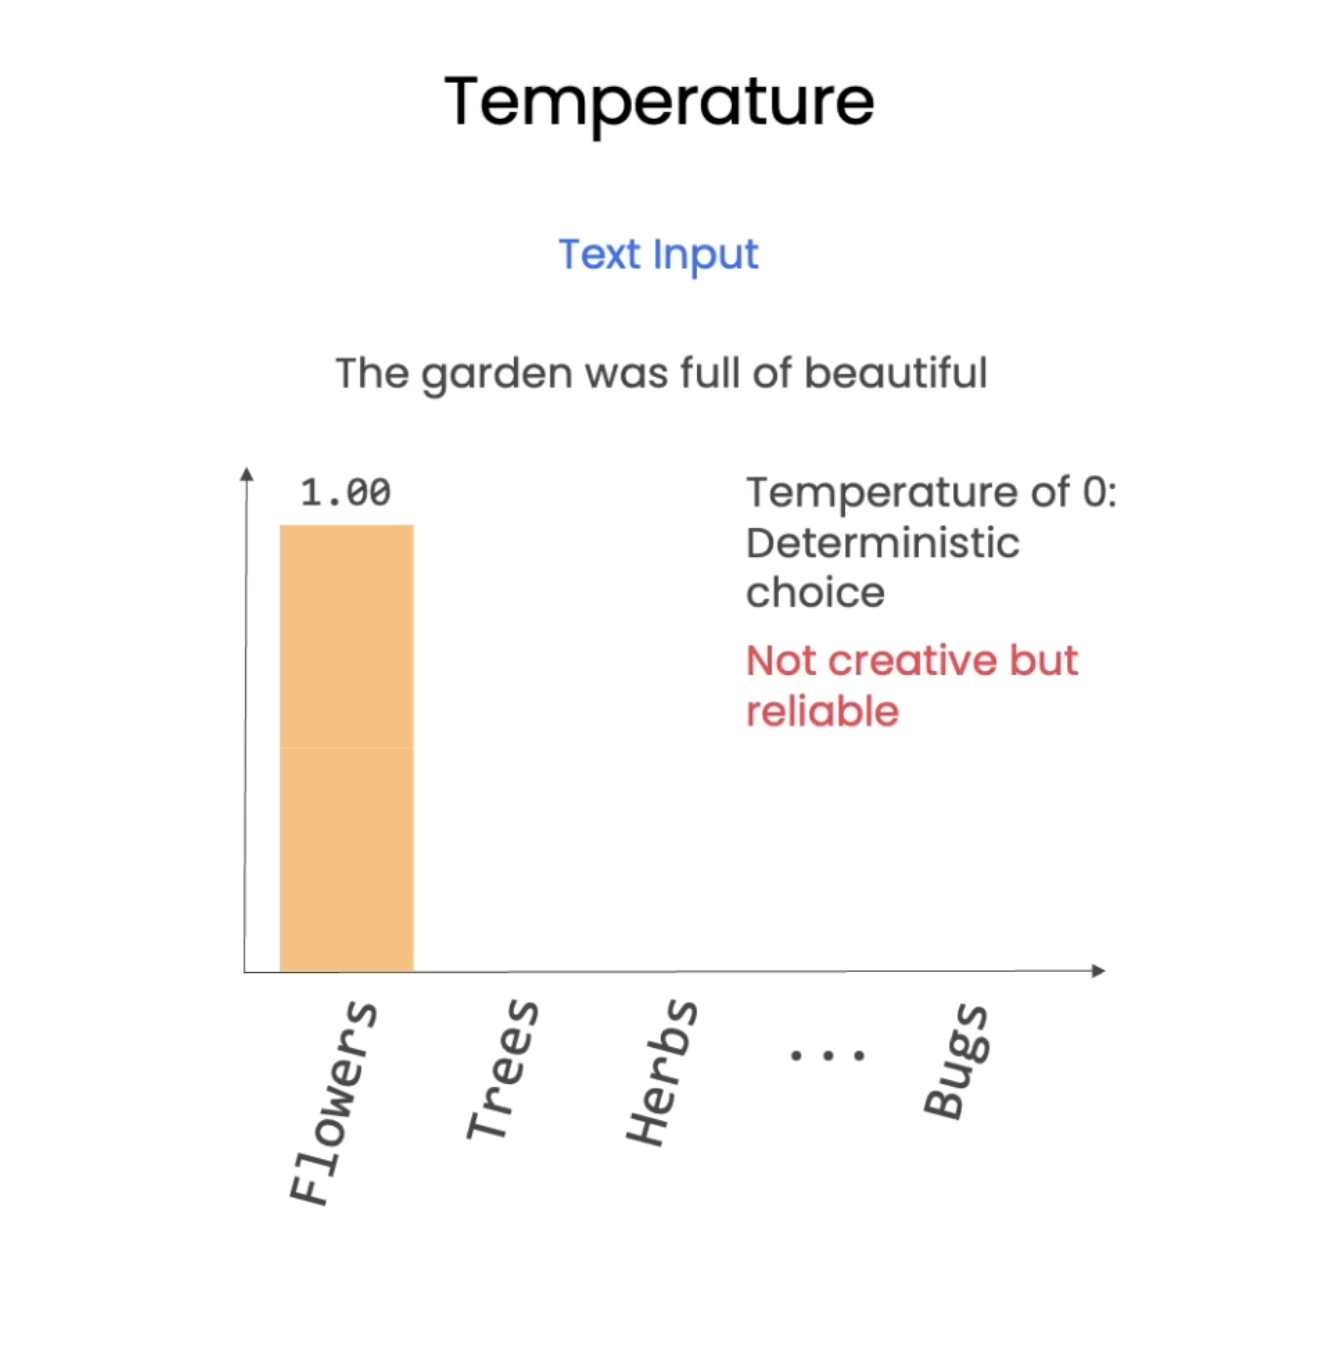 Temperature
Text Input
The garden was full of beautiful
1.00
Temperature of 0:
Deterministic
choice
Not creative but
reliable
Flowers
Trees
Herbs
...
Bugs